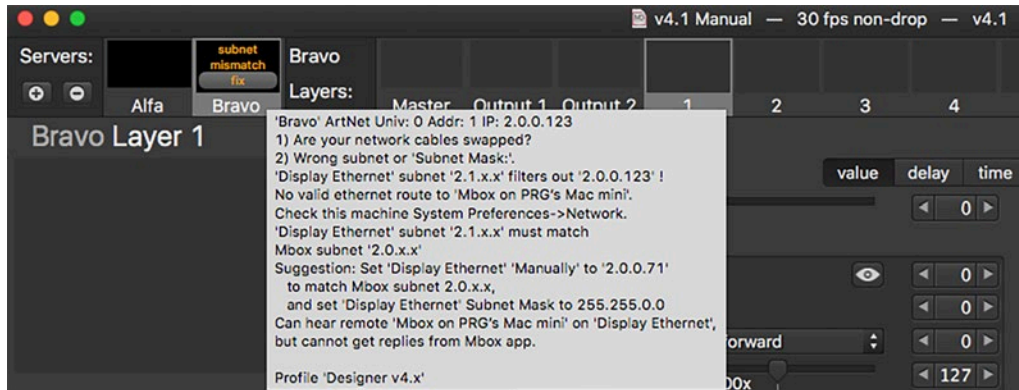 v4.1 Manual — 30 fps non-drop — v4.1
Servers:
subnet
mismatch
fix
Bravo
Layers:
Alfa
Bravo
Master
Output 1
Output 2
1
2
3
4
Bravo Layer 1
'Bravo' ArtNet Univ: 0 Addr: 1 IP: 2.0.0.123
1) Are your network cables swapped?
2) Wrong subnet or 'Subnet Mask:'.
'Display Ethernet' subnet '2.1.x.x' filters out '2.0.0.123' !
No valid ethernet route to 'Mbox on PRG's Mac mini'.
Check this machine System Preferences->Network.
'Display Ethernet' subnet '2.1.x.x' must match
Mbox subnet '2.0.x.x'
Suggestion: Set 'Display Ethernet' 'Manually' to '2.0.0.71'
to match Mbox subnet 2.0.x.x,
and set 'Display Ethernet' Subnet Mask to 255.255.0.0
Can hear remote 'Mbox on PRG's Mac mini' on 'Display Ethernet',
but cannot get replies from Mbox app.
Profile 'Designer v4.x'
value
delay
time
0
0
0
orward
0
00x
127